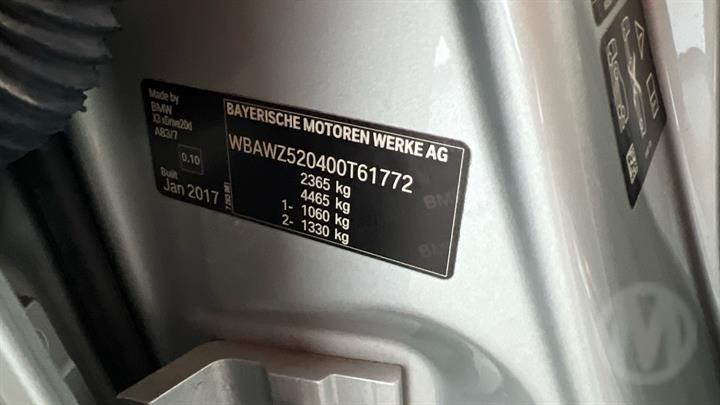 Made by
BMW
X3 xDrive20d
AB3/7
0.10
Built
Jan 2017
BAYERISCHE MOTOREN WERKE AG
WBAWZ520400T61772
2365 kg
4465 kg
1- 1060 kg
2- 1330 kg
M